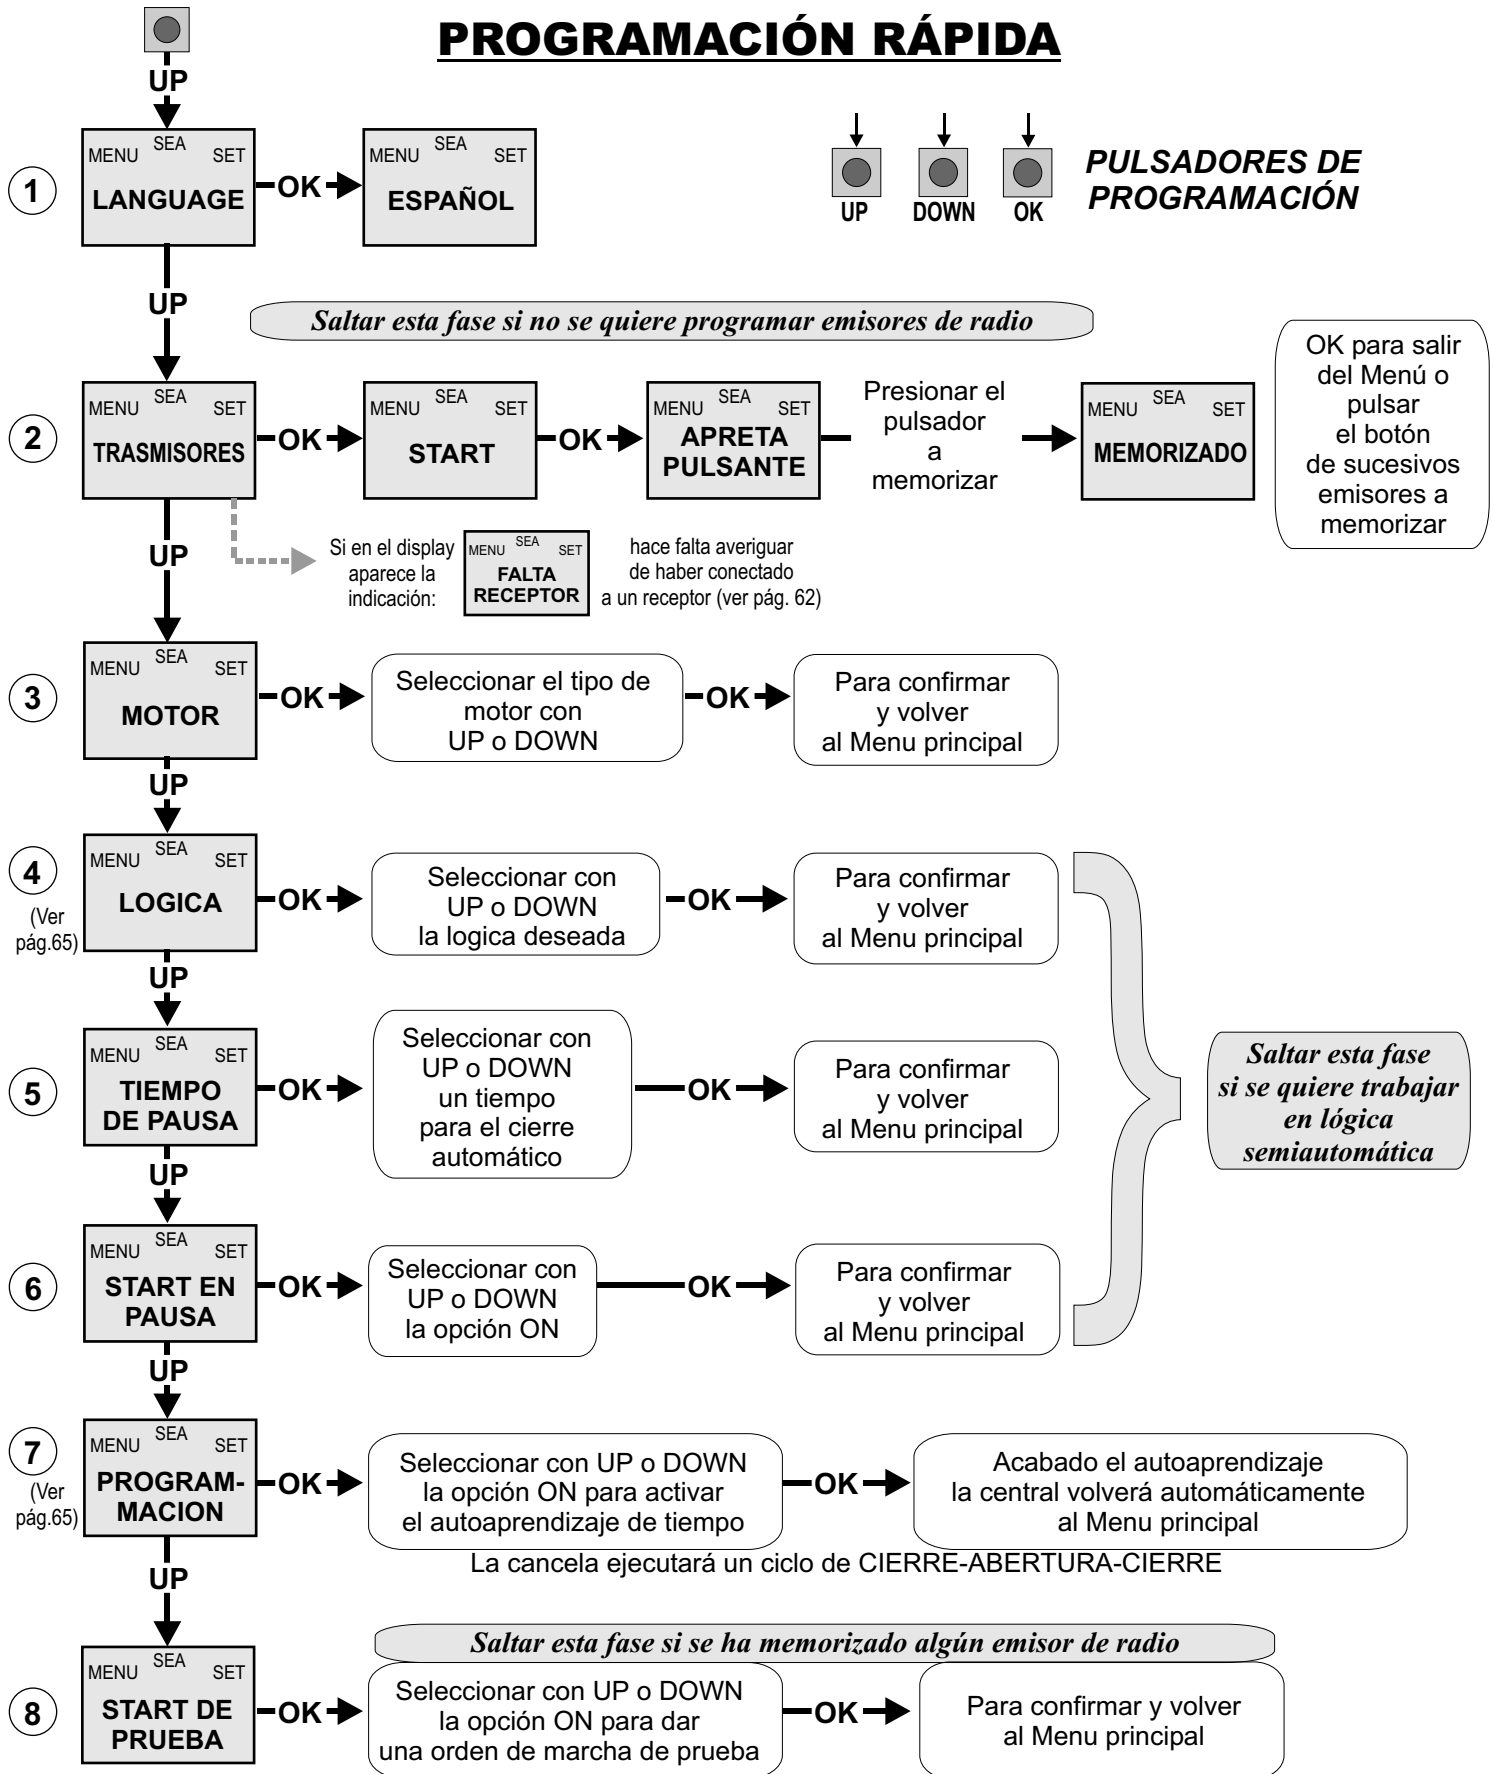 PROGRAMACIÓN RÁPIDA
UP
UP DOWN OK
PULSADORES DE
PROGRAMACIÓN
1
MENU SEA SET
LANGUAGE
OK
MENU SEA SET
ESPAÑOL
UP
Saltar esta fase si no se quiere programar emisores de radio
2
MENU SEA SET
TRASMISORES
OK
MENU SEA SET
START
OK
MENU SEA SET
APRETA
PULSANTE
Presionar el
pulsador
a
memorizar
MENU SEA SET
MEMORIZADO
OK para salir
del Menú o
pulsar
el botón
de sucesivos
emisores a
memorizar
UP
Si en el display
aparece la
indicación:
MENU SEA SET
FALTA
RECEPTOR
hace falta averiguar
de haber conectado
a un receptor (ver pág. 62)
3
MENU SEA SET
MOTOR
OK
Seleccionar el tipo de
motor con
UP o DOWN
OK
Para confirmar
y volver
al Menu principal
UP
4
(Ver
pág.65)
MENU SEA SET
LOGICA
OK
Seleccionar con
UP o DOWN
la logica deseada
OK
Para confirmar
y volver
al Menu principal
UP
5
MENU SEA SET
TIEMPO
DE PAUSA
OK
Seleccionar con
UP o DOWN
un tiempo
para el cierre
automático
OK
Para confirmar
y volver
al Menu principal
Saltar esta fase
si se quiere trabajar
en lógica
semiautomática
UP
6
MENU SEA SET
START EN
PAUSA
OK
Seleccionar con
UP o DOWN
la opción ON
OK
Para confirmar
y volver
al Menu principal
UP
7
(Ver
pág.65)
MENU SEA SET
PROGRAM-
MACION
OK
Seleccionar con UP o DOWN
la opción ON para activar
el autoaprendizaje de tiempo
OK
Acabado el autoaprendizaje
la central volverá automáticamente
al Menu principal
La cancela ejecutará un ciclo de CIERRE-ABERTURA-CIERRE
UP
Saltar esta fase si se ha memorizado algún emisor de radio
8
MENU SEA SET
START DE
PRUEBA
OK
Seleccionar con UP o DOWN
la opción ON para dar
una orden de marcha de prueba
OK
Para confirmar y volver
al Menu principal